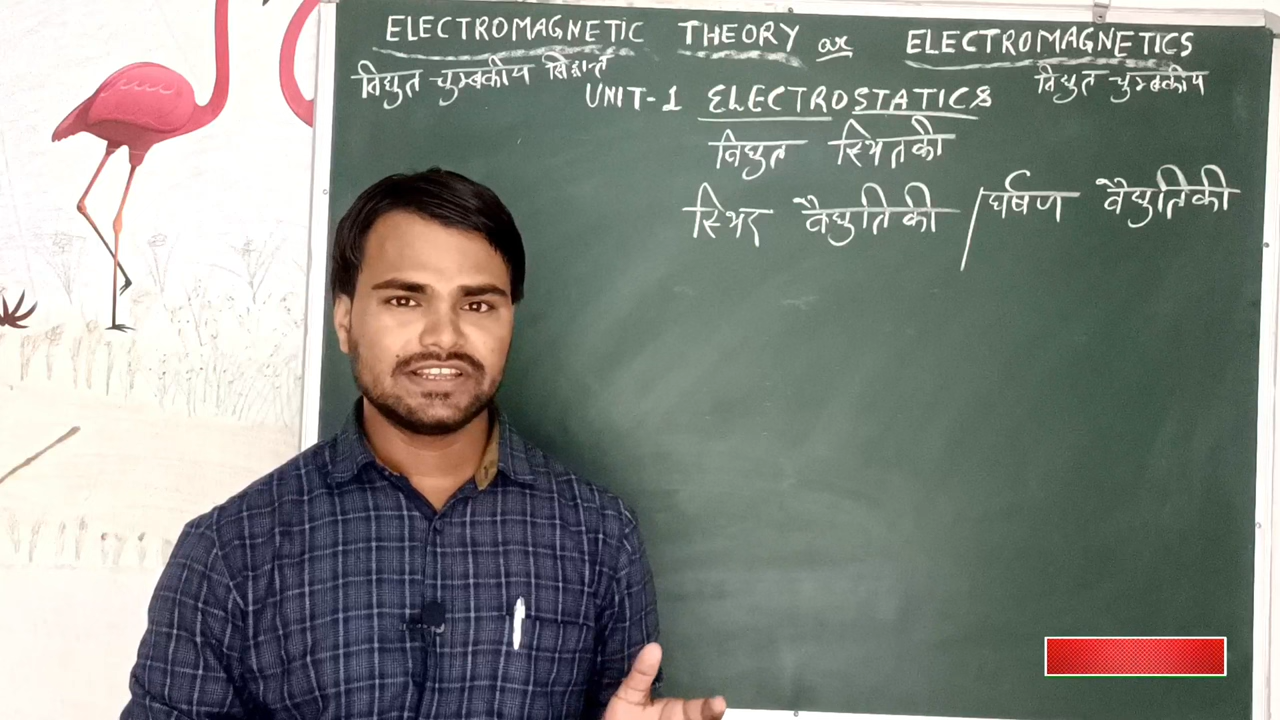 ELECTROMAGNETIC THEORY or ELECTROMAGNETICS
विद्युत चुम्बकीय सिद्धान्त विद्युत चुम्बकीय
UNIT-1 ELECTROSTATICS
विद्युत स्थितकी
स्थिर वैद्युतिकी / घर्षण वैद्युतिकी